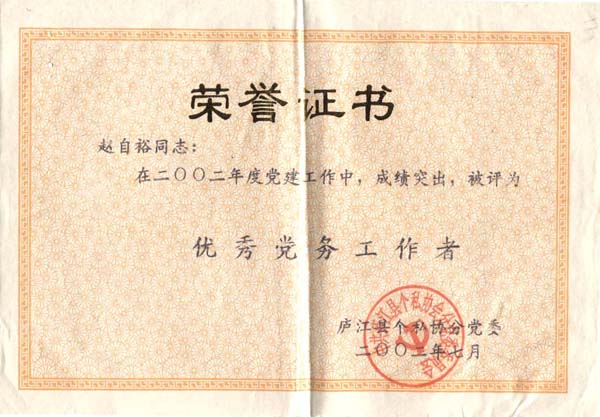 荣誉证书
赵自裕同志：
在二〇〇二年度党建工作中，成绩突出，被评为
优秀党务工作者
庐江县个私协分党委
二〇〇三年七月